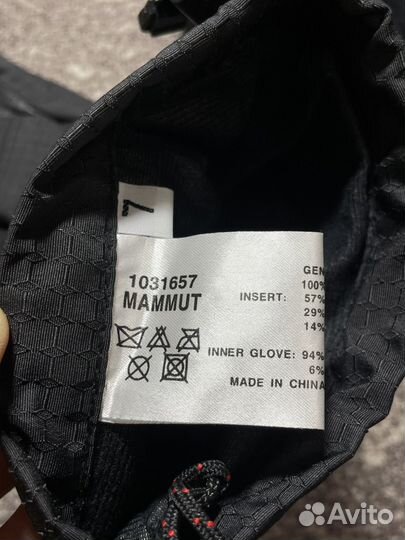 7
1031657
MAMMUT
GEN
100%
INSERT: 57%
29%
14%
INNER GLOVE: 94%
6%
MADE IN CHINA
Avito